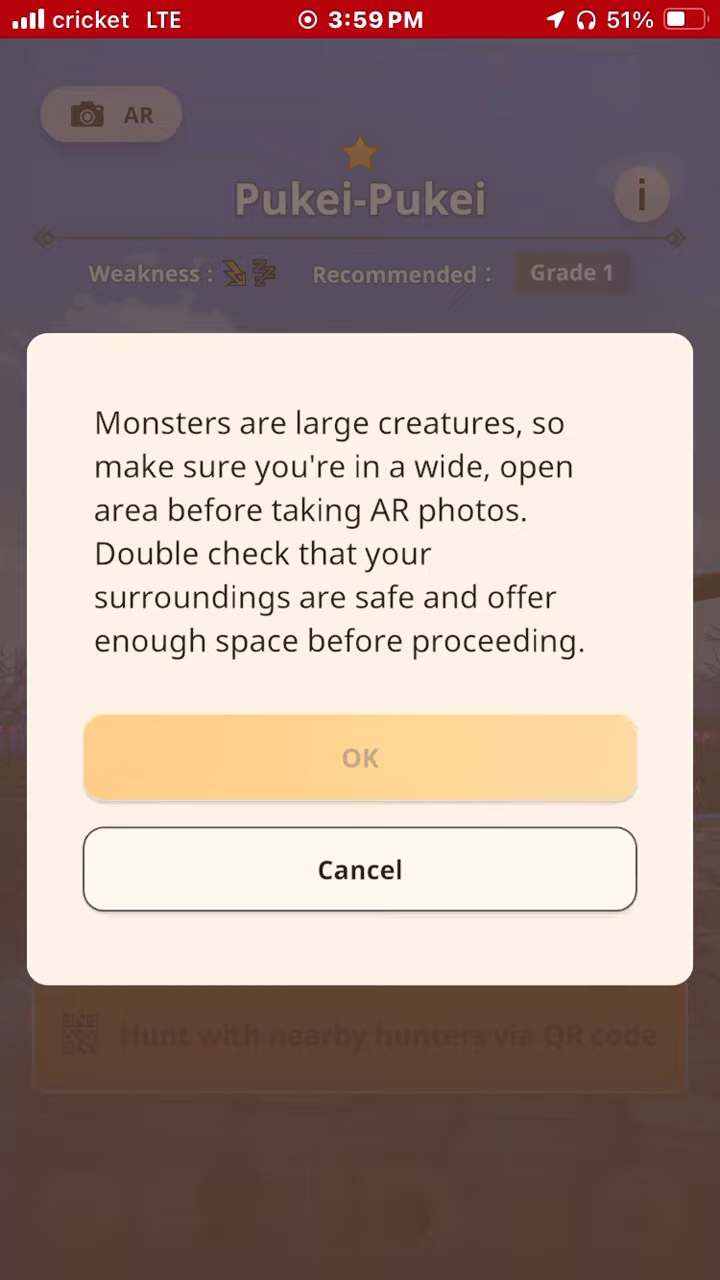 cricket LTE 3:59 PM 51%
AR
Pukei-Pukei
i
Weakness : Recommended : Grade 1
Monsters are large creatures, so
make sure you're in a wide, open
area before taking AR photos.
Double check that your
surroundings are safe and offer
enough space before proceeding.
OK
Cancel
Hunt with nearby hunters via QR code